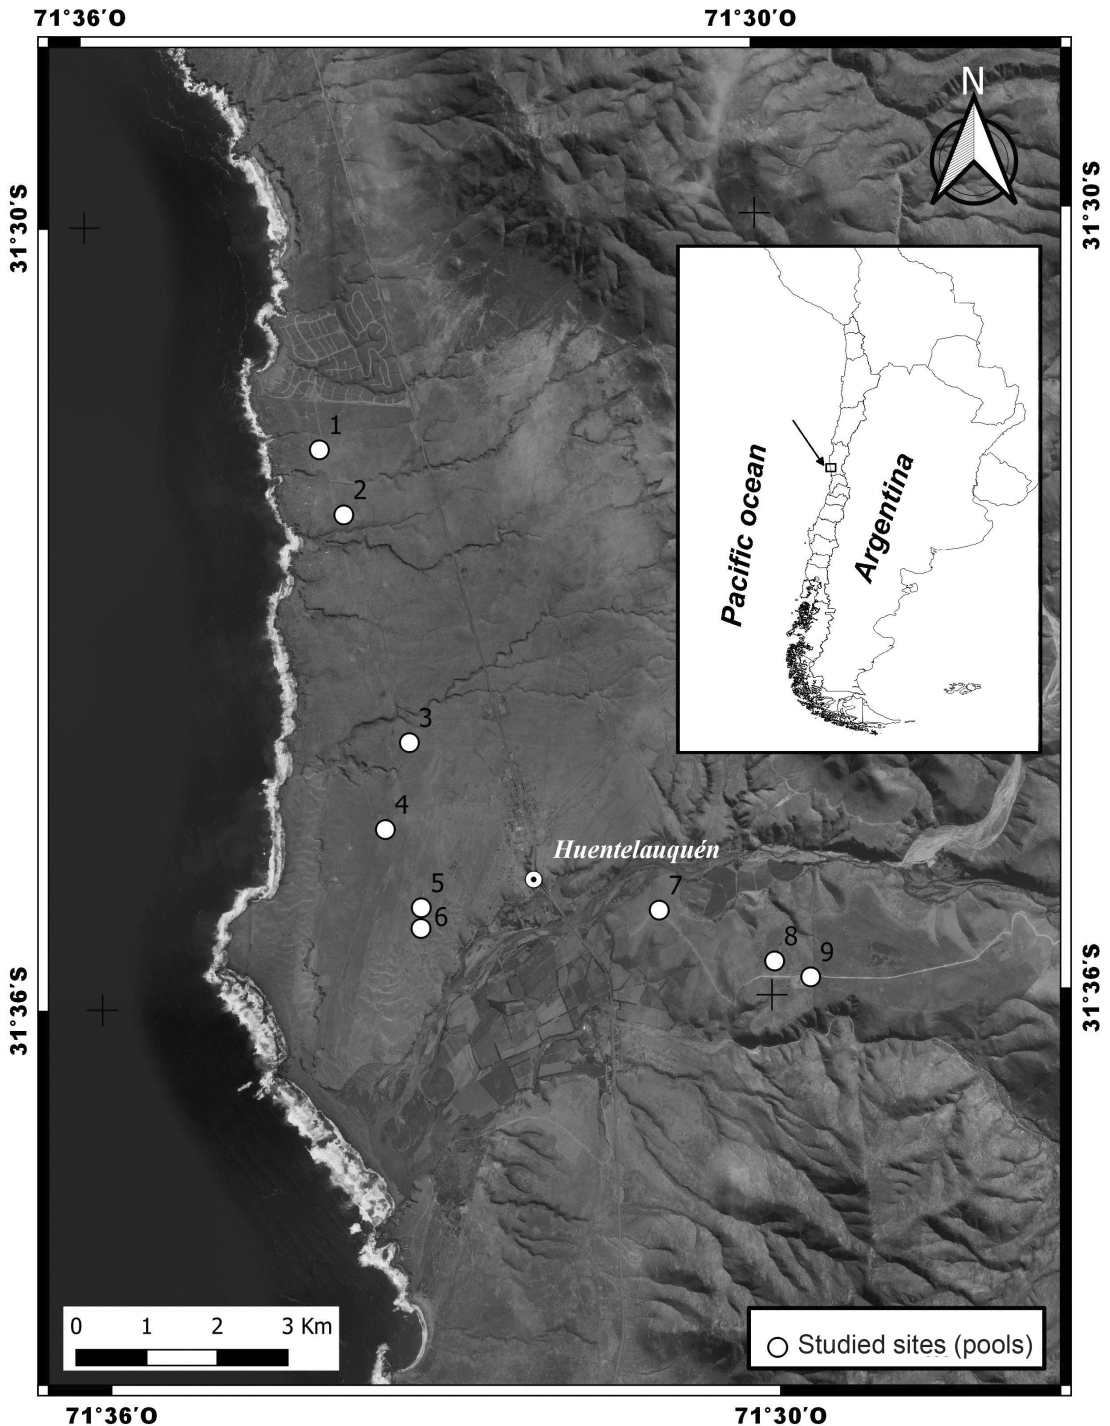 71°36′O
71°30′O
N
31°30′S
31°30′S
1
2
Pacific ocean
Argentina
3
4
Huentelauquén
5
6
7
8
9
31°36′S
31°36′S
0 1 2 3 Km
Studied sites (pools)
71°36′O
71°30′O